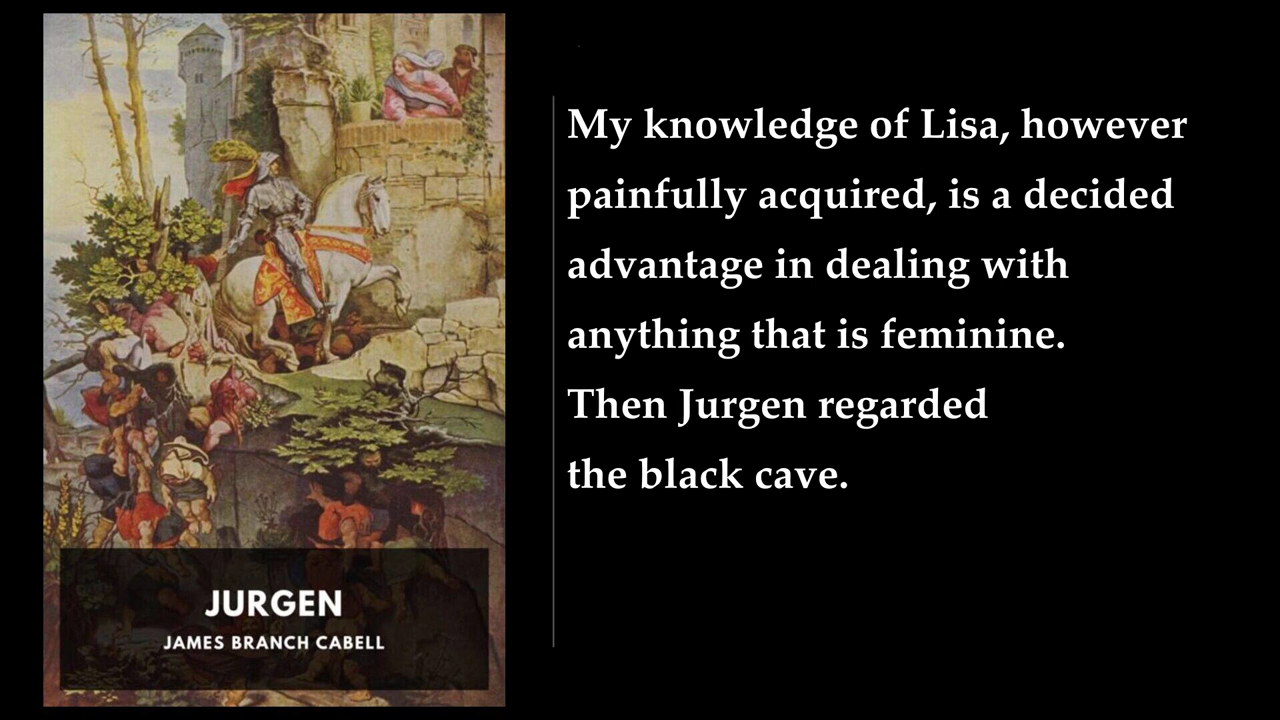 My knowledge of Lisa, however
painfully acquired, is a decided
advantage in dealing with
anything that is feminine.
Then Jurgen regarded
the black cave.
JURGEN
JAMES BRANCH CABELL